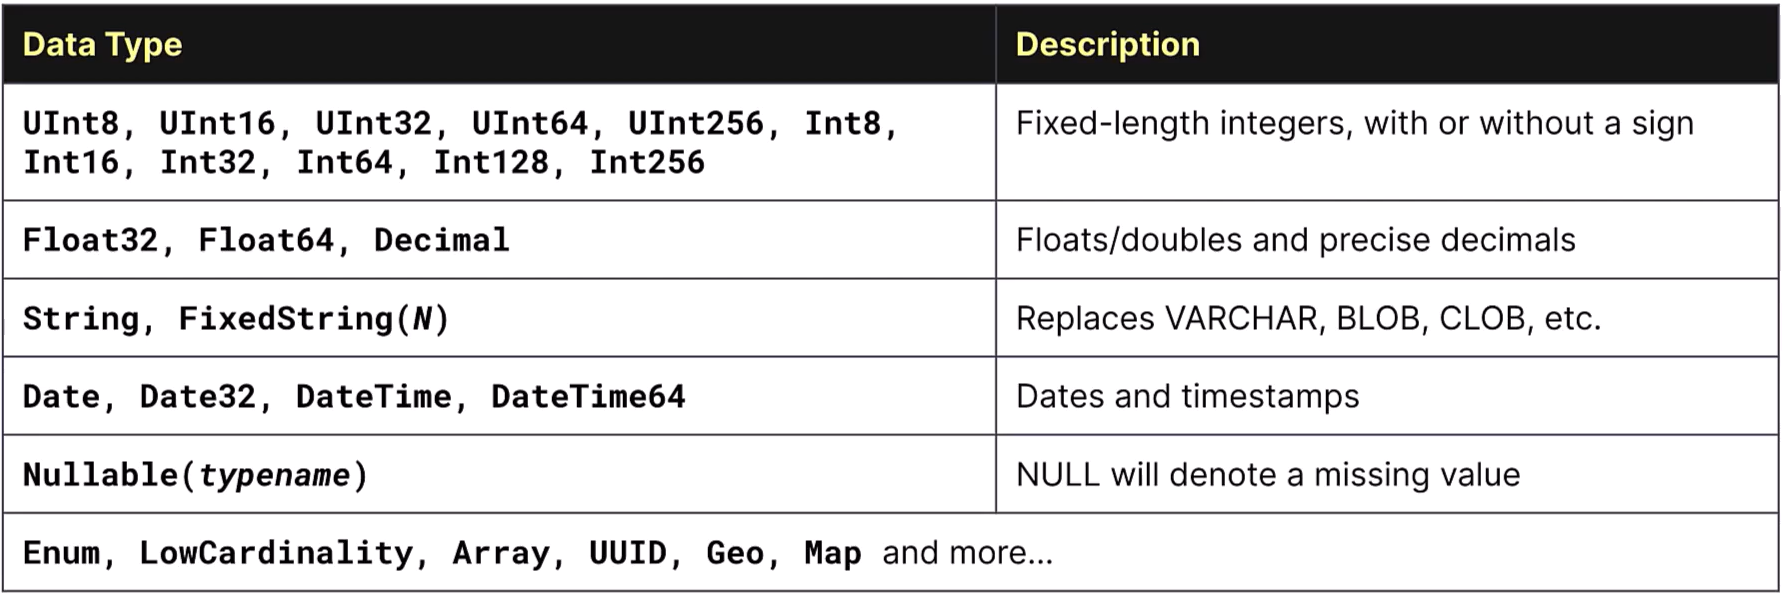 Data Type
Description
UInt8, UInt16, UInt32, UInt64, UInt256, Int8,
Int16, Int32, Int64, Int128, Int256
Fixed-length integers, with or without a sign
Float32, Float64, Decimal
Floats/doubles and precise decimals
String, FixedString(N)
Replaces VARCHAR, BLOB, CLOB, etc.
Date, Date32, DateTime, DateTime64
Dates and timestamps
Nullable(typename)
NULL will denote a missing value
Enum, LowCardinality, Array, UUID, Geo, Map and more...